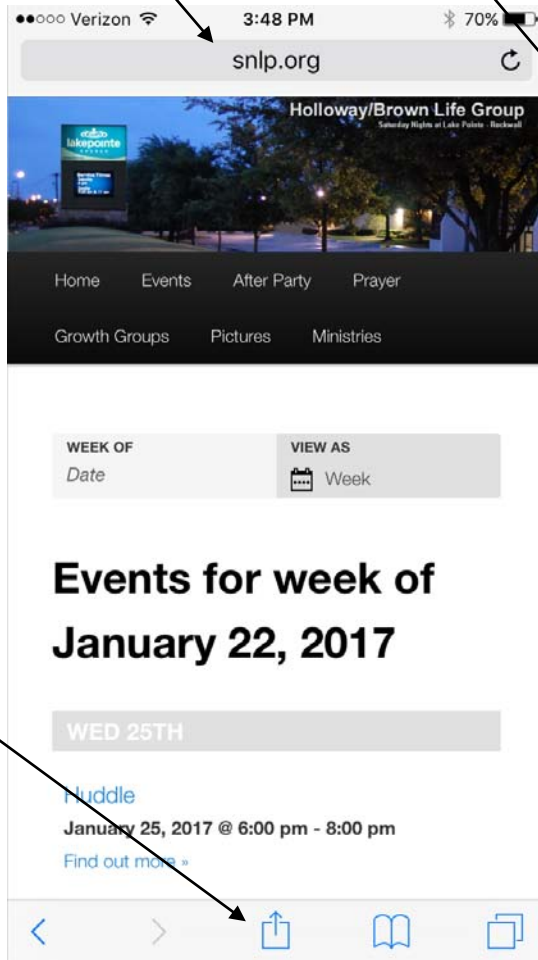 Verizon 3:48 PM 70%
snlp.org
Holloway/Brown Life Group
Saturday Nights at Lake Pointe - Rockwall
lakepointe
CHURCH
Home Events After Party Prayer
Growth Groups Pictures Ministries
WEEK OF VIEW AS
Date Week
Events for week of
January 22, 2017
WED 25TH
Huddle
January 25, 2017 @ 6:00 pm - 8:00 pm
Find out more »